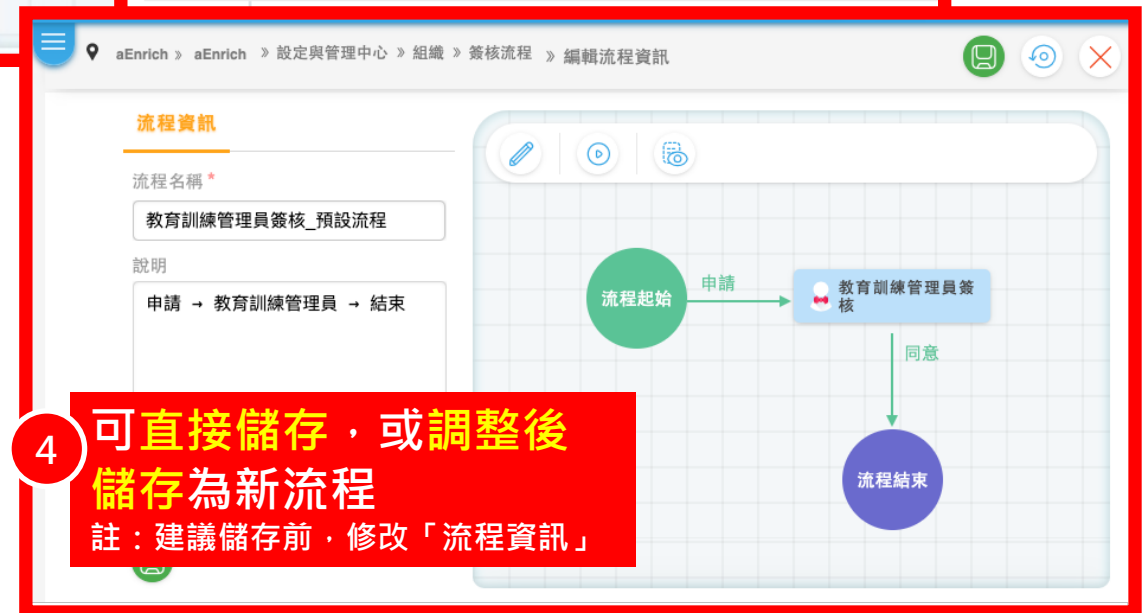 aEnrich » aEnrich » 設定與管理中心 » 組織 » 簽核流程 » 編輯流程資訊
流程資訊
流程名稱 *
教育訓練管理員簽核_預設流程
說明
申請 → 教育訓練管理員 → 結束
流程起始
申請
教育訓練管理員簽
核
同意
流程結束
4
可直接儲存，或調整後
儲存為新流程
註：建議儲存前，修改「流程資訊」